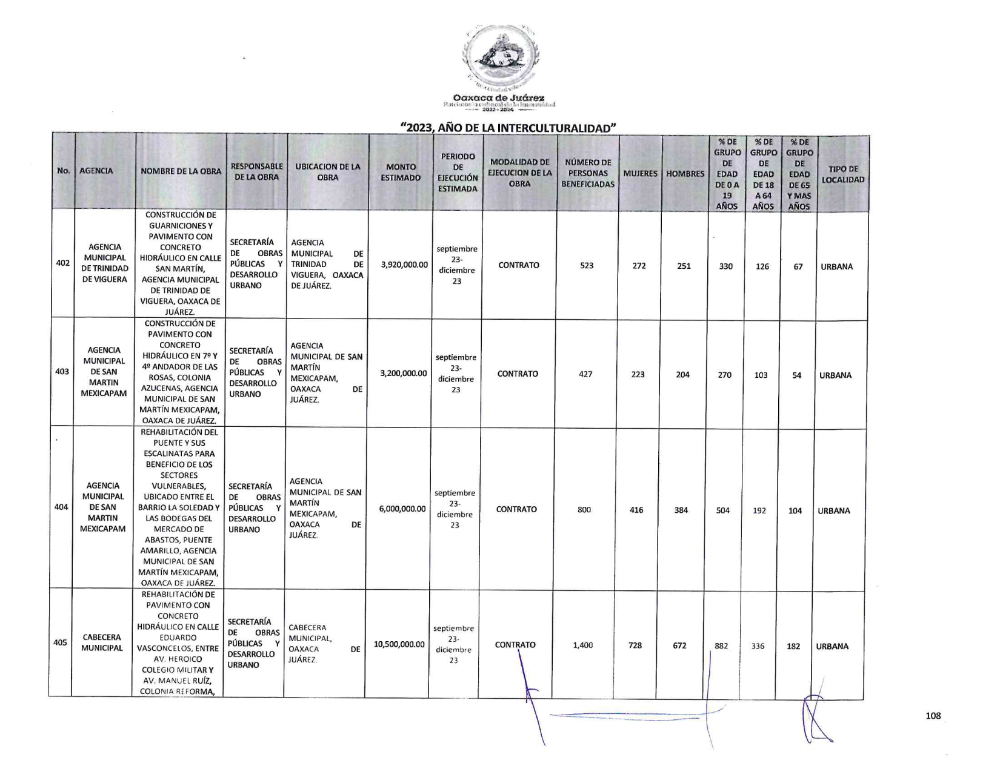 Oaxaca de Juárez
2022 - 2024
“2023, AÑO DE LA INTERCULTURALIDAD”
No.
AGENCIA
NOMBRE DE LA OBRA
RESPONSABLE
DE LA OBRA
UBICACION DE LA
OBRA
MONTO
ESTIMADO
PERIODO
DE
EJECUCIÓN
ESTIMADA
MODALIDAD DE
EJECUCION DE LA
OBRA
NÚMERO DE
PERSONAS
BENEFICIADAS
MUJERES
HOMBRES
% DE
GRUPO
DE
EDAD
DE 0 A
19
AÑOS
% DE
GRUPO
DE
EDAD
DE 18
A 64
AÑOS
% DE
GRUPO
DE
EDAD
DE 65
Y MAS
AÑOS
TIPO DE
LOCALIDAD
402
AGENCIA
MUNICIPAL
DE TRINIDAD
DE VIGUERA
CONSTRUCCIÓN DE
GUARNICIONES Y
PAVIMENTO CON
CONCRETO
HIDRÁULICO EN CALLE
SAN MARTÍN,
AGENCIA MUNICIPAL
DE TRINIDAD DE
VIGUERA, OAXACA DE
JUÁREZ.
SECRETARÍA
DE OBRAS
PÚBLICAS Y
DESARROLLO
URBANO
AGENCIA
MUNICIPAL DE
TRINIDAD DE
VIGUERA, OAXACA
DE JUÁREZ.
3,920,000.00
septiembre
23-
diciembre
23
CONTRATO
523
272
251
330
126
67
URBANA
403
AGENCIA
MUNICIPAL
DE SAN
MARTIN
MEXICAPAM
CONSTRUCCIÓN DE
PAVIMENTO CON
CONCRETO
HIDRÁULICO EN 7º Y
4º ANDADOR DE LAS
ROSAS, COLONIA
AZUCENAS, AGENCIA
MUNICIPAL DE SAN
MARTÍN MEXICAPAM,
OAXACA DE JUÁREZ.
SECRETARÍA
DE OBRAS
PÚBLICAS Y
DESARROLLO
URBANO
AGENCIA
MUNICIPAL DE SAN
MARTÍN
MEXICAPAM,
OAXACA DE
JUÁREZ.
3,200,000.00
septiembre
23-
diciembre
23
CONTRATO
427
223
204
270
103
54
URBANA
404
AGENCIA
MUNICIPAL
DE SAN
MARTIN
MEXICAPAM
REHABILITACIÓN DEL
PUENTE Y SUS
ESCALINATAS PARA
BENEFICIO DE LOS
SECTORES
VULNERABLES,
UBICADO ENTRE EL
BARRIO LA SOLEDAD Y
LAS BODEGAS DEL
MERCADO DE
ABASTOS, PUENTE
AMARILLO, AGENCIA
MUNICIPAL DE SAN
MARTÍN MEXICAPAM,
OAXACA DE JUÁREZ.
SECRETARÍA
DE OBRAS
PÚBLICAS Y
DESARROLLO
URBANO
AGENCIA
MUNICIPAL DE SAN
MARTÍN
MEXICAPAM,
OAXACA DE
JUÁREZ.
6,000,000.00
septiembre
23-
diciembre
23
CONTRATO
800
416
384
504
192
104
URBANA
405
CABECERA
MUNICIPAL
REHABILITACIÓN DE
PAVIMENTO CON
CONCRETO
HIDRÁULICO EN CALLE
EDUARDO
VASCONCELOS, ENTRE
AV. HEROICO
COLEGIO MILITAR Y
AV. MANUEL RUÍZ,
COLONIA REFORMA,
SECRETARÍA
DE OBRAS
PÚBLICAS Y
DESARROLLO
URBANO
CABECERA
MUNICIPAL,
OAXACA DE
JUÁREZ.
10,500,000.00
septiembre
23-
diciembre
23
CONTRATO
1,400
728
672
882
336
182
URBANA
108